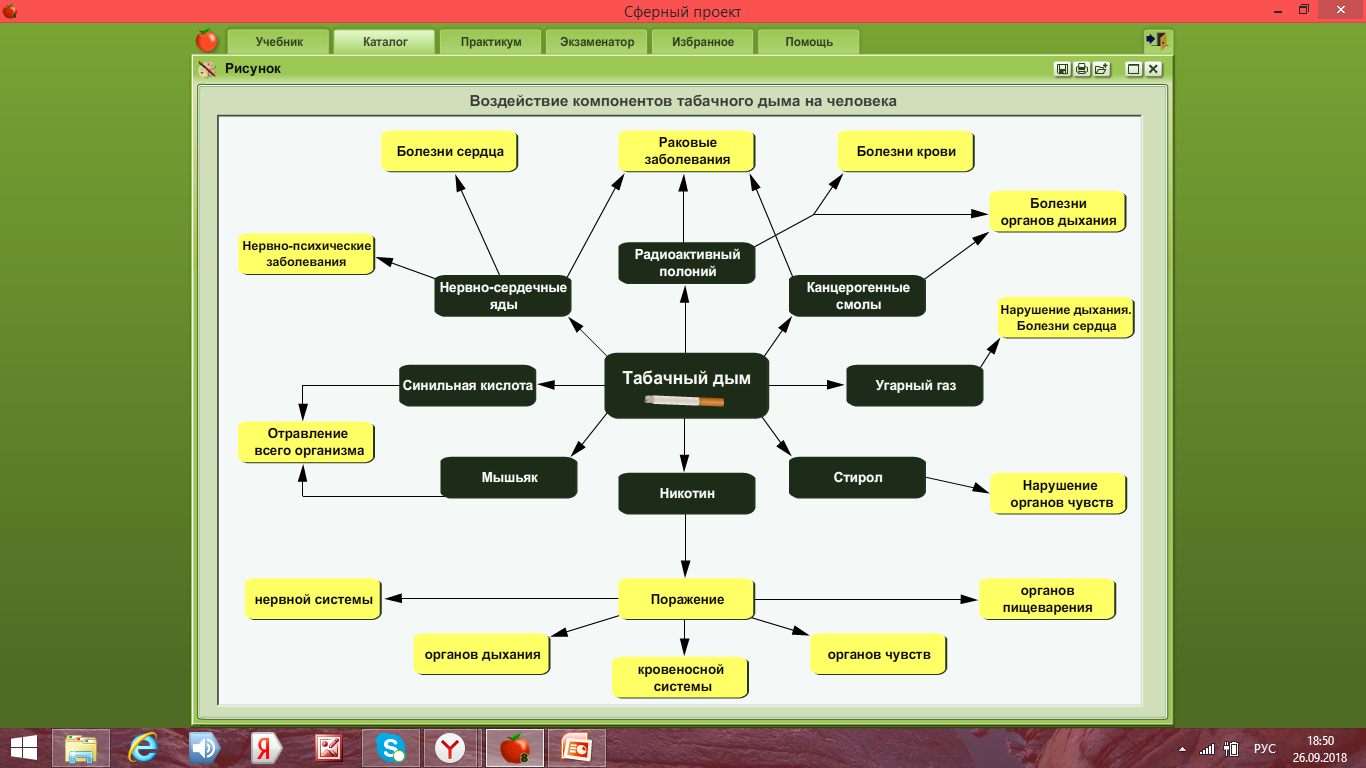 Сферный проект
Учебник
Каталог
Практикум
Экзаменатор
Избранное
Помощь
Рисунок
Воздействие компонентов табачного дыма на человека
Болезни сердца
Раковые
заболевания
Болезни крови
Болезни
органов дыхания
Нервно-психические
заболевания
Радиоактивный
полоний
Нервно-сердечные
яды
Канцерогенные
смолы
Нарушение дыхания.
Болезни сердца
Табачный дым
Синильная кислота
Угарный газ
Отравление
всего организма
Мышьяк
Никотин
Стирол
Нарушение
органов чувств
нервной системы
Поражение
органов
пищеварения
органов дыхания
кровеносной
системы
органов чувств
Я
S
Y
8
P
РУС
18:50
26.09.2018